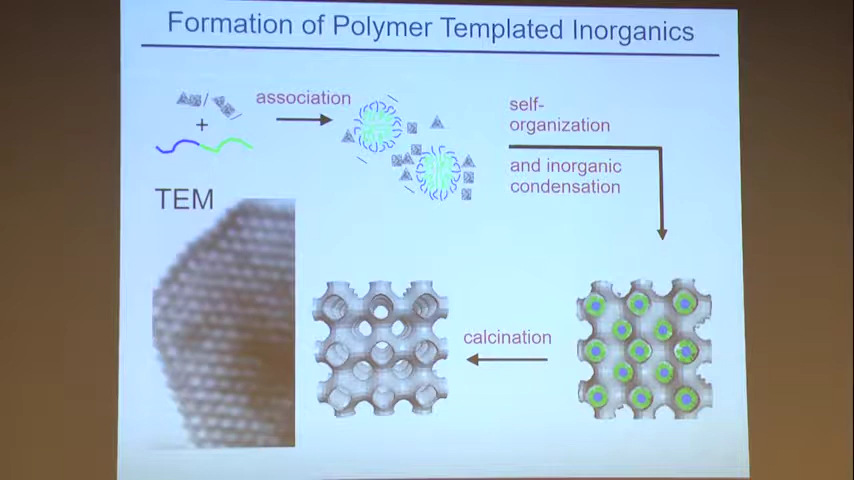 Formation of Polymer Templated Inorganics
association
self-
organization
and inorganic
condensation
TEM
calcination